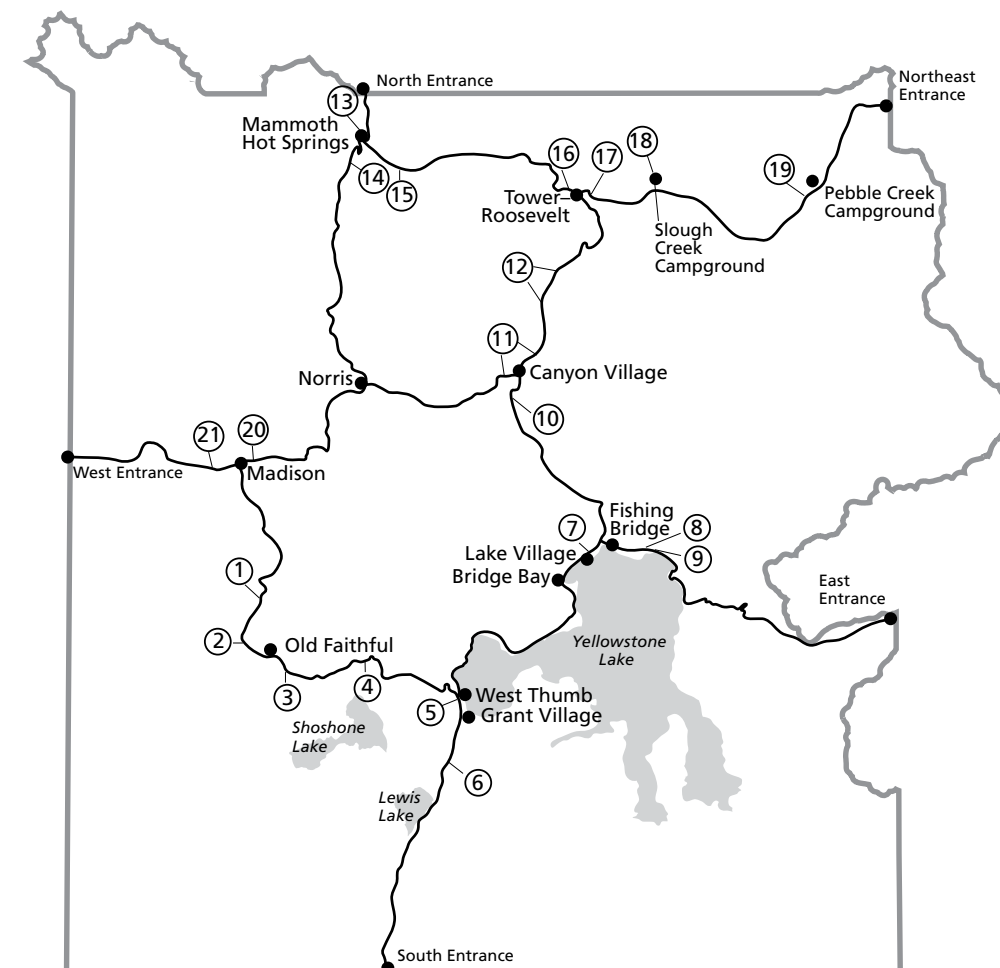 North Entrance
Northeast
Entrance
13
Mammoth
Hot Springs
14
15
16
17
18
19
Tower-
Roosevelt
Pebble Creek
Campground
Slough
Creek
Campground
12
11
Norris
Canyon Village
10
21
20
West Entrance
Madison
Fishing
Bridge
7
8
Lake Village
9
Bridge Bay
1
East
Entrance
2
Old Faithful
Yellowstone
Lake
3
4
5
West Thumb
Grant Village
Shoshone
Lake
6
Lewis
Lake
South Entrance